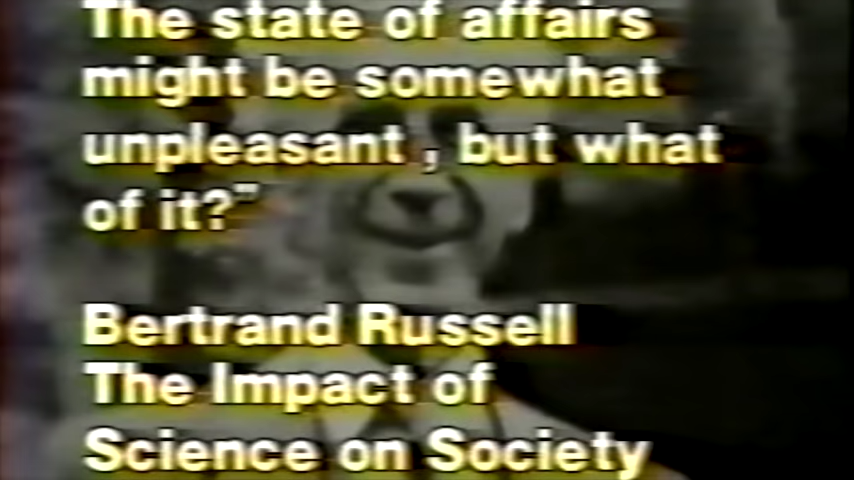 The state of affairs
might be somewhat
unpleasant , but what
of it?”
Bertrand Russell
The Impact of
Science on Society